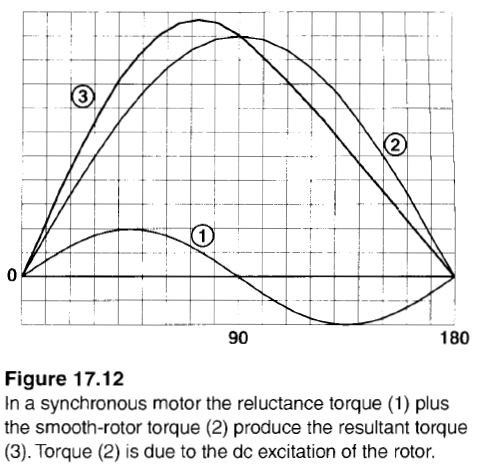 ③
②
①
0
90
180
Figure 17.12
In a synchronous motor the reluctance torque (1) plus
the smooth-rotor torque (2) produce the resultant torque
(3). Torque (2) is due to the dc excitation of the rotor.